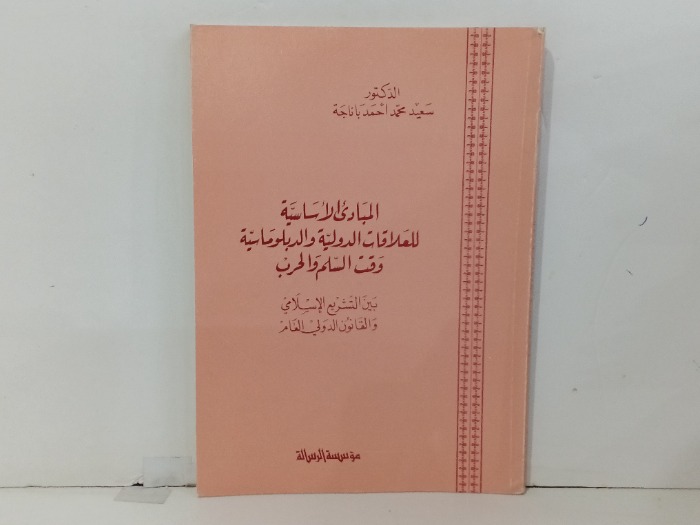 الدكتور
سعيد محمد أحمد باناجة
المبادئ الأساسية
للعلاقات الدولية والدبلوماسية
وقت السلم والحرب
بين التشريع الإسلامي
والقانون الدولي العام
مؤسسة الرسالة